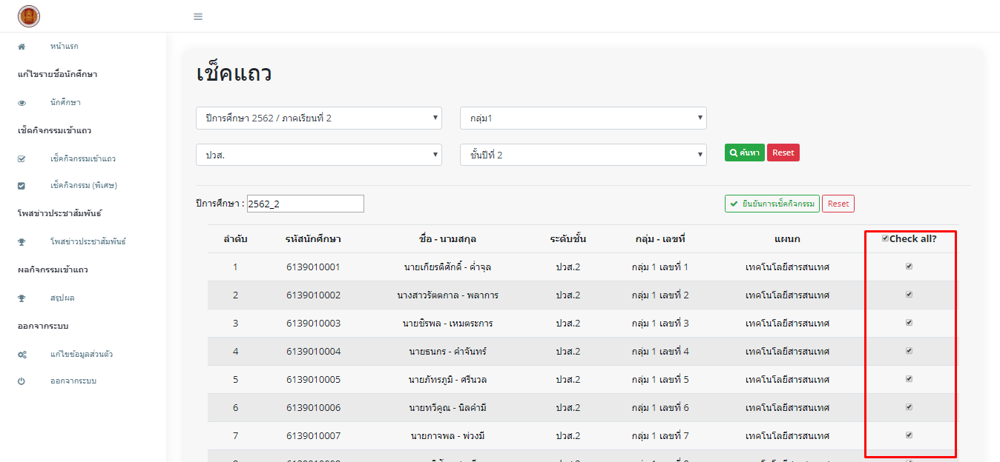 หน้าแรก
แก้ไขรายชื่อนักศึกษา
นักศึกษา
เช็คกิจกรรมเข้าแถว
เช็คกิจกรรมเข้าแถว
เช็คกิจกรรม (พิเศษ)
โพสข่าวประชาสัมพันธ์
โพสข่าวประชาสัมพันธ์
ผลกิจกรรมเข้าแถว
สรุปผล
ออกจากระบบ
แก้ไขข้อมูลส่วนตัว
ออกจากระบบ
เช็คแถว
ปีการศึกษา 2562 / ภาคเรียนที่ 2 กลุ่ม1
ปวส. ชั้นปีที่ 2 ค้นหา Reset
ปีการศึกษา : 2562_2 ยืนยันการเช็คกิจกรรม Reset
ลำดับ รหัสนักศึกษา ชื่อ - นามสกุล ระดับชั้น กลุ่ม - เลขที่ แผนก Check all?
1 6139010001 นายเกียรติศักดิ์ - ค่ำจุล ปวส.2 กลุ่ม 1 เลขที่ 1 เทคโนโลยีสารสนเทศ
2 6139010002 นางสาวรัตตกาล - พลาการ ปวส.2 กลุ่ม 1 เลขที่ 2 เทคโนโลยีสารสนเทศ
3 6139010003 นายชิรพล - เหมตระการ ปวส.2 กลุ่ม 1 เลขที่ 3 เทคโนโลยีสารสนเทศ
4 6139010004 นายธนกร - คำจันทร์ ปวส.2 กลุ่ม 1 เลขที่ 4 เทคโนโลยีสารสนเทศ
5 6139010005 นายภัทรภูมิ - ศรีนวล ปวส.2 กลุ่ม 1 เลขที่ 5 เทคโนโลยีสารสนเทศ
6 6139010006 นายทวีคูณ - นิลคำมี ปวส.2 กลุ่ม 1 เลขที่ 6 เทคโนโลยีสารสนเทศ
7 6139010007 นายกาจพล - พ่วงมี ปวส.2 กลุ่ม 1 เลขที่ 7 เทคโนโลยีสารสนเทศ